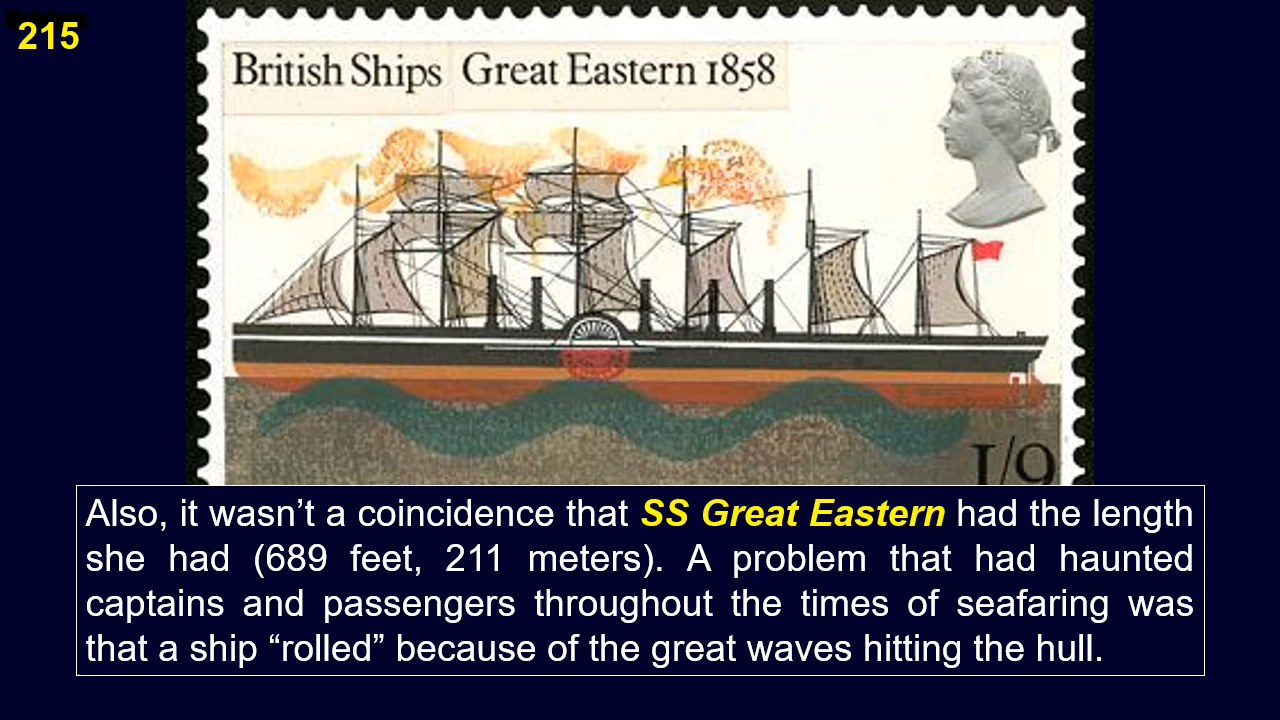 215
British Ships Great Eastern 1858
1/9
Also, it wasn’t a coincidence that SS Great Eastern had the length
she had (689 feet, 211 meters). A problem that had haunted
captains and passengers throughout the times of seafaring was
that a ship “rolled” because of the great waves hitting the hull.